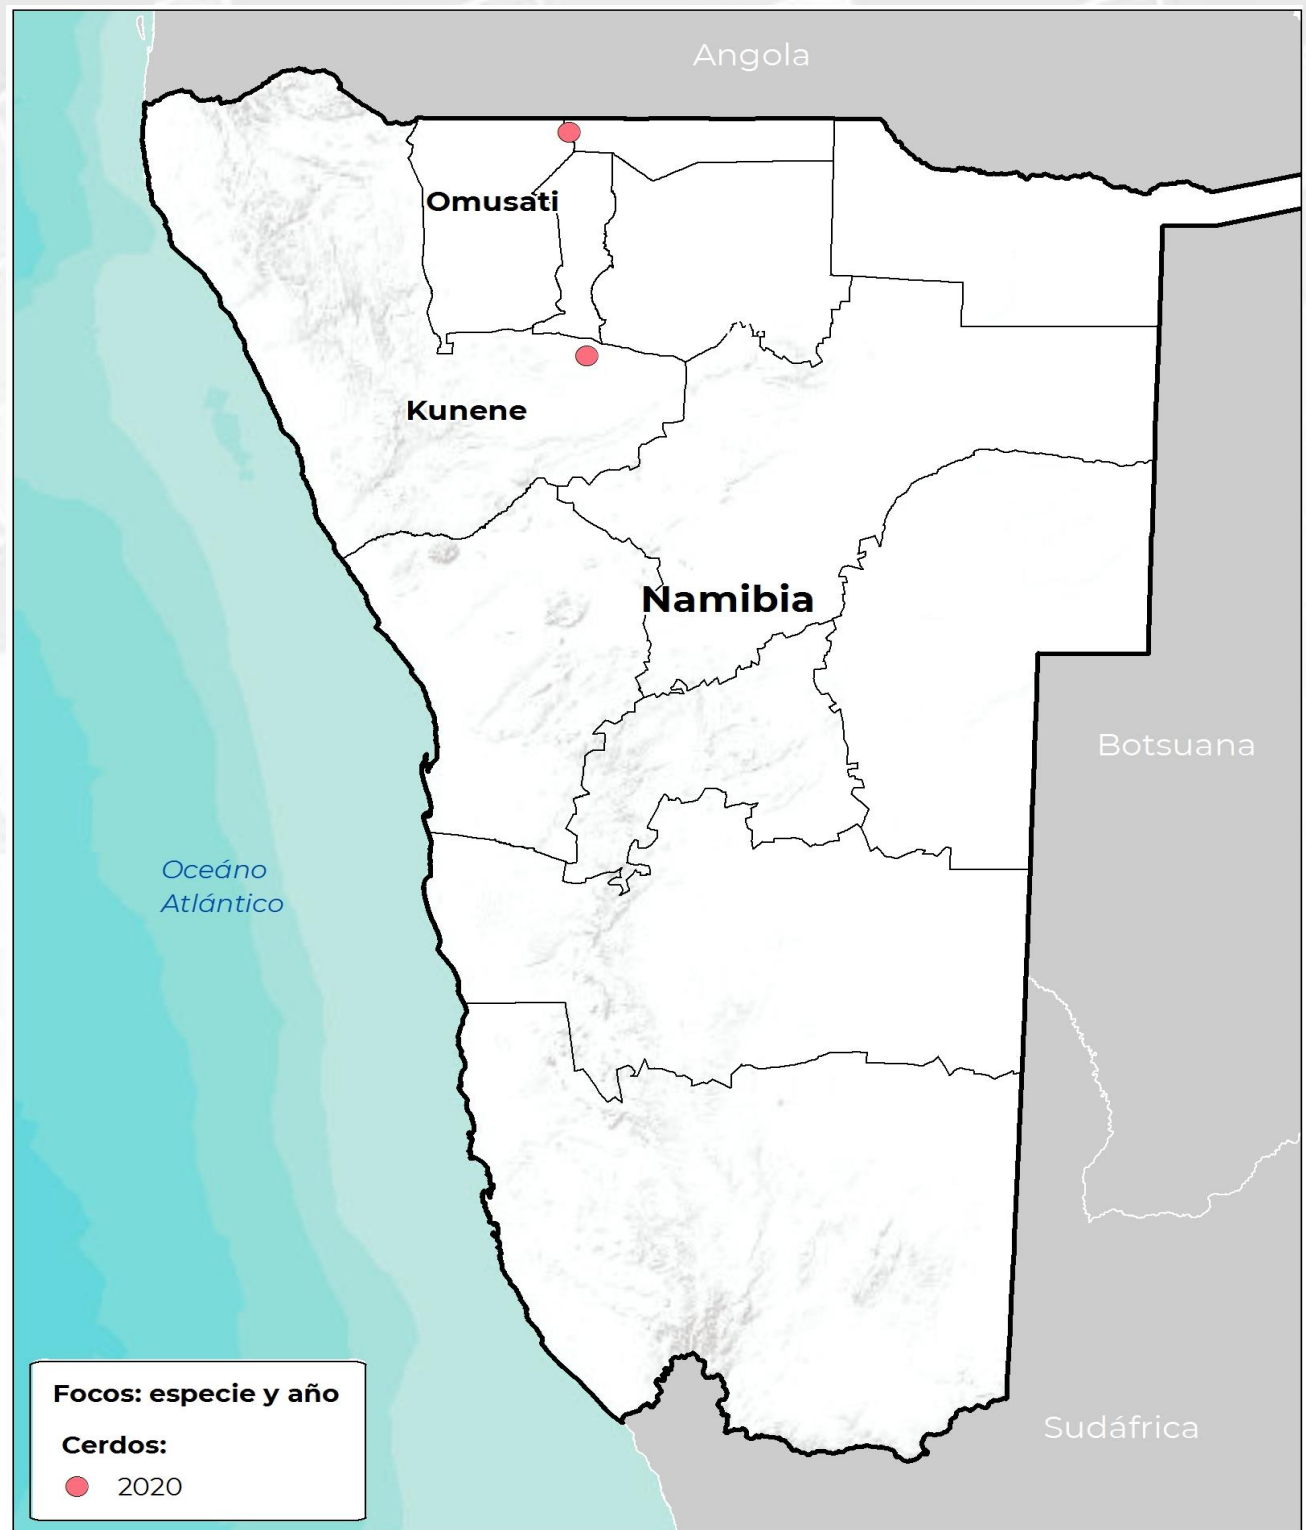 Angola
Omusati
Kunene
Namibia
Botsuana
Oceáno
Atlántico
Sudáfrica
Focos: especie y año
Cerdos:
2020